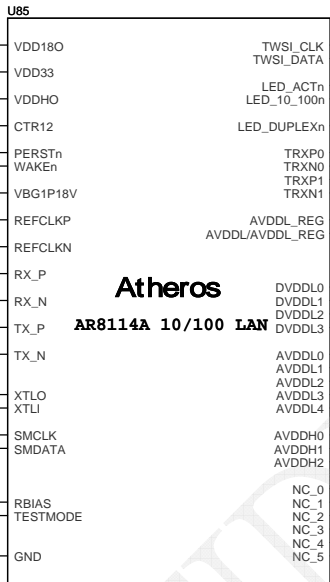 U85
VDD18O
VDD33
VDDHO
CTR12
PERSTn
WAKEn
VBG1P18V
REFCLKP
REFCLKN
RX_P
RX_N
TX_P
TX_N
XTLO
XTLI
SMCLK
SMDATA
RBIAS
TESTMODE
GND
Atheros
AR8114A 10/100 LAN
TWSI_CLK
TWSI_DATA
LED_ACTn
LED_10_100n
LED_DUPLEXn
TRXP0
TRXN0
TRXP1
TRXN1
AVDDL_REG
AVDDL/AVDDL_REG
DVDDL0
DVDDL1
DVDDL2
DVDDL3
AVDDL0
AVDDL1
AVDDL2
AVDDL3
AVDDL4
AVDDH0
AVDDH1
AVDDH2
NC_0
NC_1
NC_2
NC_3
NC_4
NC_5